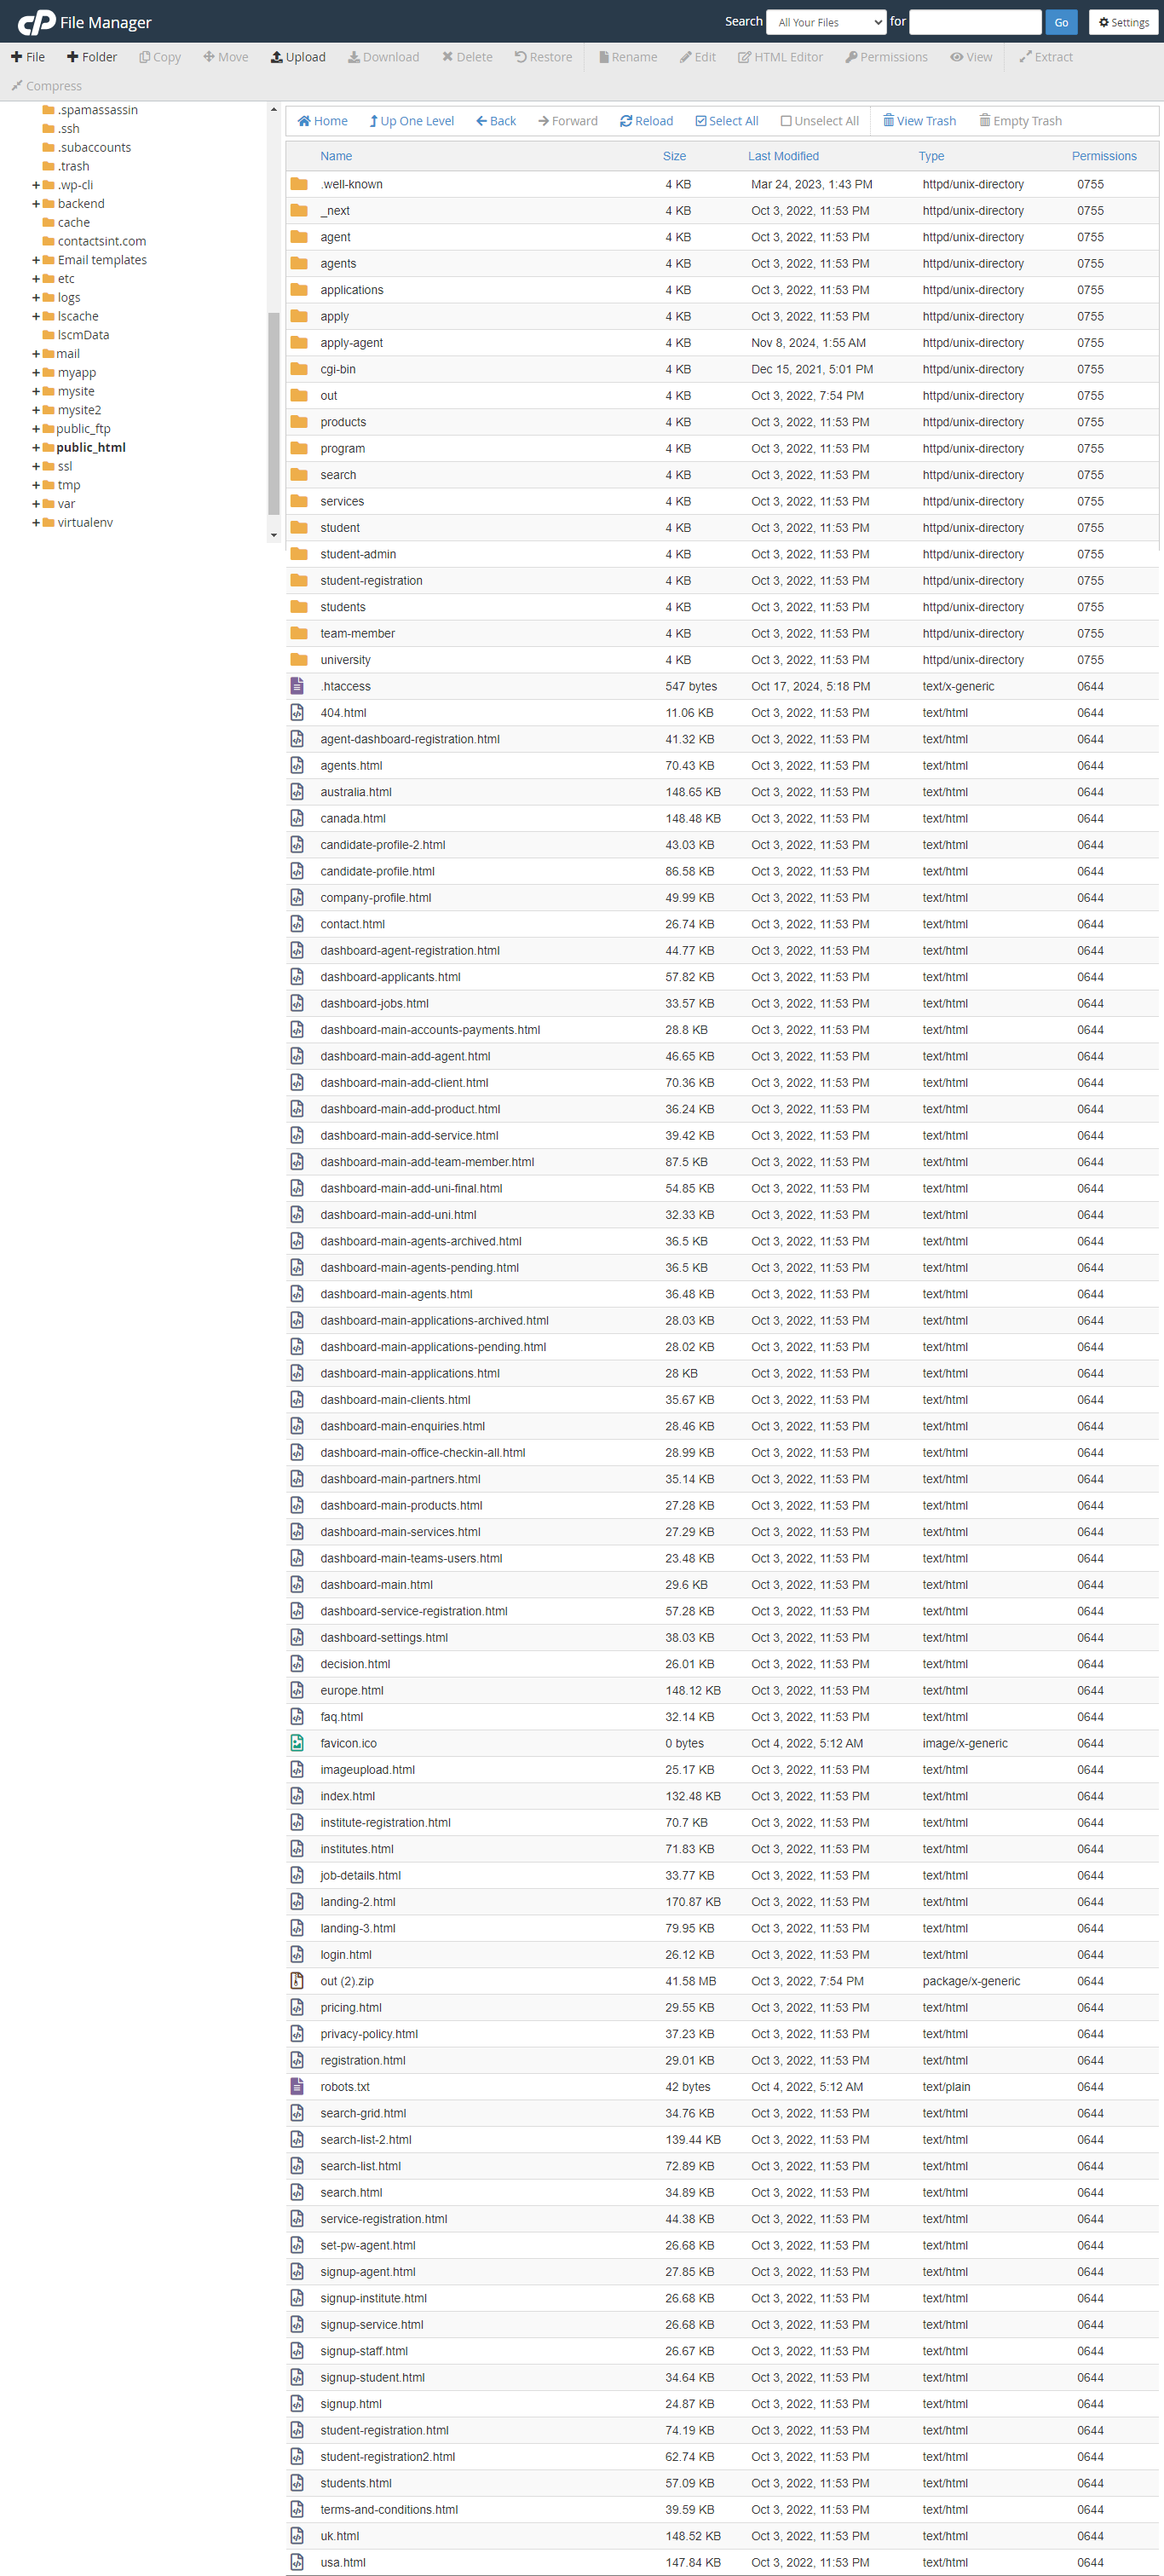 cP File Manager Search All Your Files for Go Settings
File Folder Copy Move Upload Download Delete Restore Rename Edit HTML Editor Permissions View Extract
Compress
.spamassassin
.ssh
.subaccounts
.trash
.wp-cli
backend
cache
contactsint.com
Email templates
etc
logs
lscache
lscmData
mail
myapp
mysite
mysite2
public_ftp
public_html
ssl
tmp
var
virtualenv
Home Up One Level Back Forward Reload Select All Unselect All View Trash Empty Trash
Name Size Last Modified Type Permissions
.well-known 4 KB Mar 24, 2023, 1:43 PM httpd/unix-directory 0755
_next 4 KB Oct 3, 2022, 11:53 PM httpd/unix-directory 0755
agent 4 KB Oct 3, 2022, 11:53 PM httpd/unix-directory 0755
agents 4 KB Oct 3, 2022, 11:53 PM httpd/unix-directory 0755
applications 4 KB Oct 3, 2022, 11:53 PM httpd/unix-directory 0755
apply 4 KB Oct 3, 2022, 11:53 PM httpd/unix-directory 0755
apply-agent 4 KB Nov 8, 2024, 1:55 AM httpd/unix-directory 0755
cgi-bin 4 KB Dec 15, 2021, 5:01 PM httpd/unix-directory 0755
out 4 KB Oct 3, 2022, 7:54 PM httpd/unix-directory 0755
products 4 KB Oct 3, 2022, 11:53 PM httpd/unix-directory 0755
program 4 KB Oct 3, 2022, 11:53 PM httpd/unix-directory 0755
search 4 KB Oct 3, 2022, 11:53 PM httpd/unix-directory 0755
services 4 KB Oct 3, 2022, 11:53 PM httpd/unix-directory 0755
student 4 KB Oct 3, 2022, 11:53 PM httpd/unix-directory 0755
student-admin 4 KB Oct 3, 2022, 11:53 PM httpd/unix-directory 0755
student-registration 4 KB Oct 3, 2022, 11:53 PM httpd/unix-directory 0755
students 4 KB Oct 3, 2022, 11:53 PM httpd/unix-directory 0755
team-member 4 KB Oct 3, 2022, 11:53 PM httpd/unix-directory 0755
university 4 KB Oct 3, 2022, 11:53 PM httpd/unix-directory 0755
.htaccess 547 bytes Oct 17, 2024, 5:18 PM text/x-generic 0644
404.html 11.06 KB Oct 3, 2022, 11:53 PM text/html 0644
agent-dashboard-registration.html 41.32 KB Oct 3, 2022, 11:53 PM text/html 0644
agents.html 70.43 KB Oct 3, 2022, 11:53 PM text/html 0644
australia.html 148.65 KB Oct 3, 2022, 11:53 PM text/html 0644
canada.html 148.48 KB Oct 3, 2022, 11:53 PM text/html 0644
candidate-profile-2.html 43.03 KB Oct 3, 2022, 11:53 PM text/html 0644
candidate-profile.html 86.58 KB Oct 3, 2022, 11:53 PM text/html 0644
company-profile.html 49.99 KB Oct 3, 2022, 11:53 PM text/html 0644
contact.html 26.74 KB Oct 3, 2022, 11:53 PM text/html 0644
dashboard-agent-registration.html 44.77 KB Oct 3, 2022, 11:53 PM text/html 0644
dashboard-applicants.html 57.82 KB Oct 3, 2022, 11:53 PM text/html 0644
dashboard-jobs.html 33.57 KB Oct 3, 2022, 11:53 PM text/html 0644
dashboard-main-accounts-payments.html 28.8 KB Oct 3, 2022, 11:53 PM text/html 0644
dashboard-main-add-agent.html 46.65 KB Oct 3, 2022, 11:53 PM text/html 0644
dashboard-main-add-client.html 70.36 KB Oct 3, 2022, 11:53 PM text/html 0644
dashboard-main-add-product.html 36.24 KB Oct 3, 2022, 11:53 PM text/html 0644
dashboard-main-add-service.html 39.42 KB Oct 3, 2022, 11:53 PM text/html 0644
dashboard-main-add-team-member.html 87.5 KB Oct 3, 2022, 11:53 PM text/html 0644
dashboard-main-add-uni-final.html 54.85 KB Oct 3, 2022, 11:53 PM text/html 0644
dashboard-main-add-uni.html 32.33 KB Oct 3, 2022, 11:53 PM text/html 0644
dashboard-main-agents-archived.html 36.5 KB Oct 3, 2022, 11:53 PM text/html 0644
dashboard-main-agents-pending.html 36.5 KB Oct 3, 2022, 11:53 PM text/html 0644
dashboard-main-agents.html 36.48 KB Oct 3, 2022, 11:53 PM text/html 0644
dashboard-main-applications-archived.html 28.03 KB Oct 3, 2022, 11:53 PM text/html 0644
dashboard-main-applications-pending.html 28.02 KB Oct 3, 2022, 11:53 PM text/html 0644
dashboard-main-applications.html 28 KB Oct 3, 2022, 11:53 PM text/html 0644
dashboard-main-clients.html 35.67 KB Oct 3, 2022, 11:53 PM text/html 0644
dashboard-main-enquiries.html 28.46 KB Oct 3, 2022, 11:53 PM text/html 0644
dashboard-main-office-checkin-all.html 28.99 KB Oct 3, 2022, 11:53 PM text/html 0644
dashboard-main-partners.html 35.14 KB Oct 3, 2022, 11:53 PM text/html 0644
dashboard-main-products.html 27.28 KB Oct 3, 2022, 11:53 PM text/html 0644
dashboard-main-services.html 27.29 KB Oct 3, 2022, 11:53 PM text/html 0644
dashboard-main-teams-users.html 23.48 KB Oct 3, 2022, 11:53 PM text/html 0644
dashboard-main.html 29.6 KB Oct 3, 2022, 11:53 PM text/html 0644
dashboard-service-registration.html 57.28 KB Oct 3, 2022, 11:53 PM text/html 0644
dashboard-settings.html 38.03 KB Oct 3, 2022, 11:53 PM text/html 0644
decision.html 26.01 KB Oct 3, 2022, 11:53 PM text/html 0644
europe.html 148.12 KB Oct 3, 2022, 11:53 PM text/html 0644
faq.html 32.14 KB Oct 3, 2022, 11:53 PM text/html 0644
favicon.ico 0 bytes Oct 4, 2022, 5:12 AM image/x-generic 0644
imageupload.html 25.17 KB Oct 3, 2022, 11:53 PM text/html 0644
index.html 132.48 KB Oct 3, 2022, 11:53 PM text/html 0644
institute-registration.html 70.7 KB Oct 3, 2022, 11:53 PM text/html 0644
institutes.html 71.83 KB Oct 3, 2022, 11:53 PM text/html 0644
job-details.html 33.77 KB Oct 3, 2022, 11:53 PM text/html 0644
landing-2.html 170.87 KB Oct 3, 2022, 11:53 PM text/html 0644
landing-3.html 79.95 KB Oct 3, 2022, 11:53 PM text/html 0644
login.html 26.12 KB Oct 3, 2022, 11:53 PM text/html 0644
out (2).zip 41.58 MB Oct 3, 2022, 7:54 PM package/x-generic 0644
pricing.html 29.55 KB Oct 3, 2022, 11:53 PM text/html 0644
privacy-policy.html 37.23 KB Oct 3, 2022, 11:53 PM text/html 0644
registration.html 29.01 KB Oct 3, 2022, 11:53 PM text/html 0644
robots.txt 42 bytes Oct 4, 2022, 5:12 AM text/plain 0644
search-grid.html 34.76 KB Oct 3, 2022, 11:53 PM text/html 0644
search-list-2.html 139.44 KB Oct 3, 2022, 11:53 PM text/html 0644
search-list.html 72.89 KB Oct 3, 2022, 11:53 PM text/html 0644
search.html 34.89 KB Oct 3, 2022, 11:53 PM text/html 0644
service-registration.html 44.38 KB Oct 3, 2022, 11:53 PM text/html 0644
set-pw-agent.html 26.68 KB Oct 3, 2022, 11:53 PM text/html 0644
signup-agent.html 27.85 KB Oct 3, 2022, 11:53 PM text/html 0644
signup-institute.html 26.68 KB Oct 3, 2022, 11:53 PM text/html 0644
signup-service.html 26.68 KB Oct 3, 2022, 11:53 PM text/html 0644
signup-staff.html 26.67 KB Oct 3, 2022, 11:53 PM text/html 0644
signup-student.html 34.64 KB Oct 3, 2022, 11:53 PM text/html 0644
signup.html 24.87 KB Oct 3, 2022, 11:53 PM text/html 0644
student-registration.html 74.19 KB Oct 3, 2022, 11:53 PM text/html 0644
student-registration2.html 62.74 KB Oct 3, 2022, 11:53 PM text/html 0644
students.html 57.09 KB Oct 3, 2022, 11:53 PM text/html 0644
terms-and-conditions.html 39.59 KB Oct 3, 2022, 11:53 PM text/html 0644
uk.html 148.52 KB Oct 3, 2022, 11:53 PM text/html 0644
usa.html 147.84 KB Oct 3, 2022, 11:53 PM text/html 0644